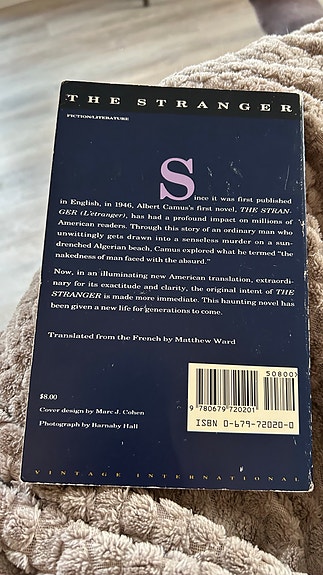 THE STRANGER
FICTION/LITERATURE
Since it was first published
in English, in 1946, Albert Camus's first novel, THE STRAN-
GER (L'etranger), has had a profound impact on millions of
American readers. Through this story of an ordinary man who
unwittingly gets drawn into a senseless murder on a sun-
drenched Algerian beach, Camus explored what he termed "the
nakedness of man faced with the absurd."
Now, in an illuminating new American translation, extraordi-
nary for its exactitude and clarity, the original intent of THE
STRANGER is made more immediate. This haunting novel has
been given a new life for generations to come.
Translated from the French by Matthew Ward
50800
$8.00
Cover design by Marc J. Cohen
Photograph by Barnaby Hall
9 780679 720201
ISBN 0-679-72020-0
VINTAGE INTERNATIONAL